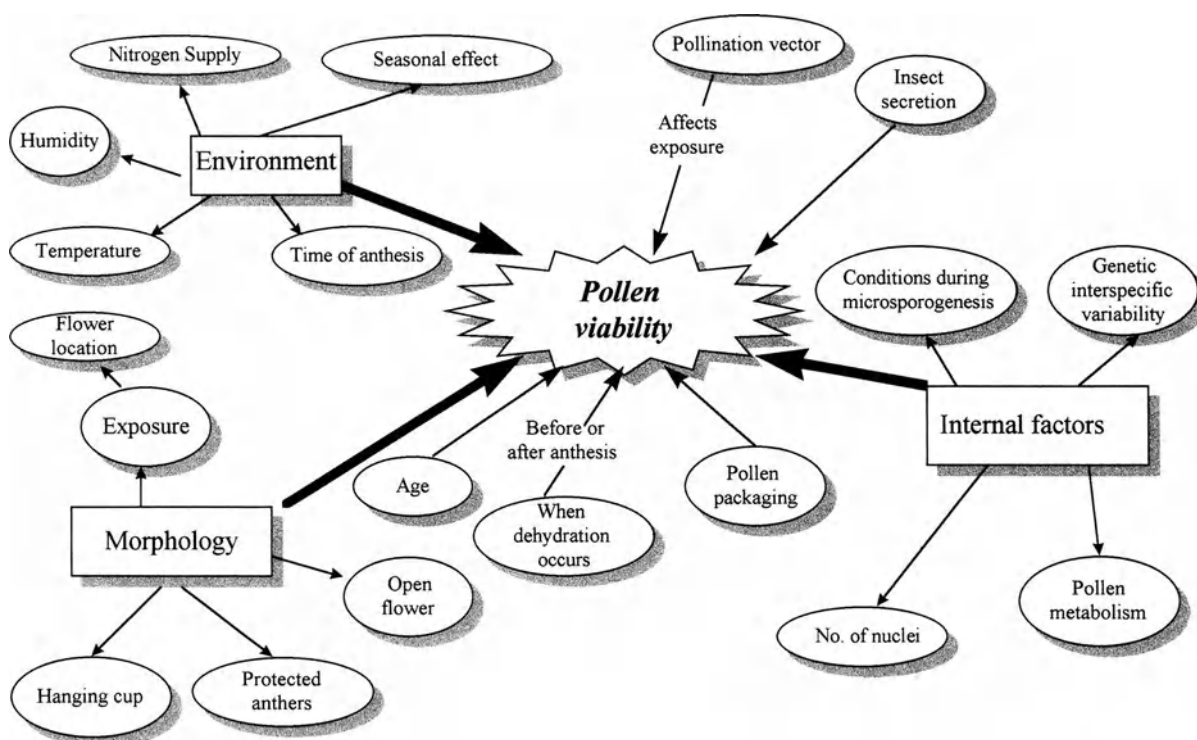 Nitrogen Supply
Seasonal effect
Pollination vector
Insect
secretion
Humidity
Environment
Affects
exposure
Temperature
Time of anthesis
Pollen
viability
Conditions during
microsporogenesis
Genetic
interspecific
variability
Flower
location
Exposure
Internal factors
Before or
after anthesis
Age
When
dehydration
occurs
Pollen
packaging
Morphology
Open
flower
Pollen
metabolism
No. of nuclei
Hanging cup
Protected
anthers